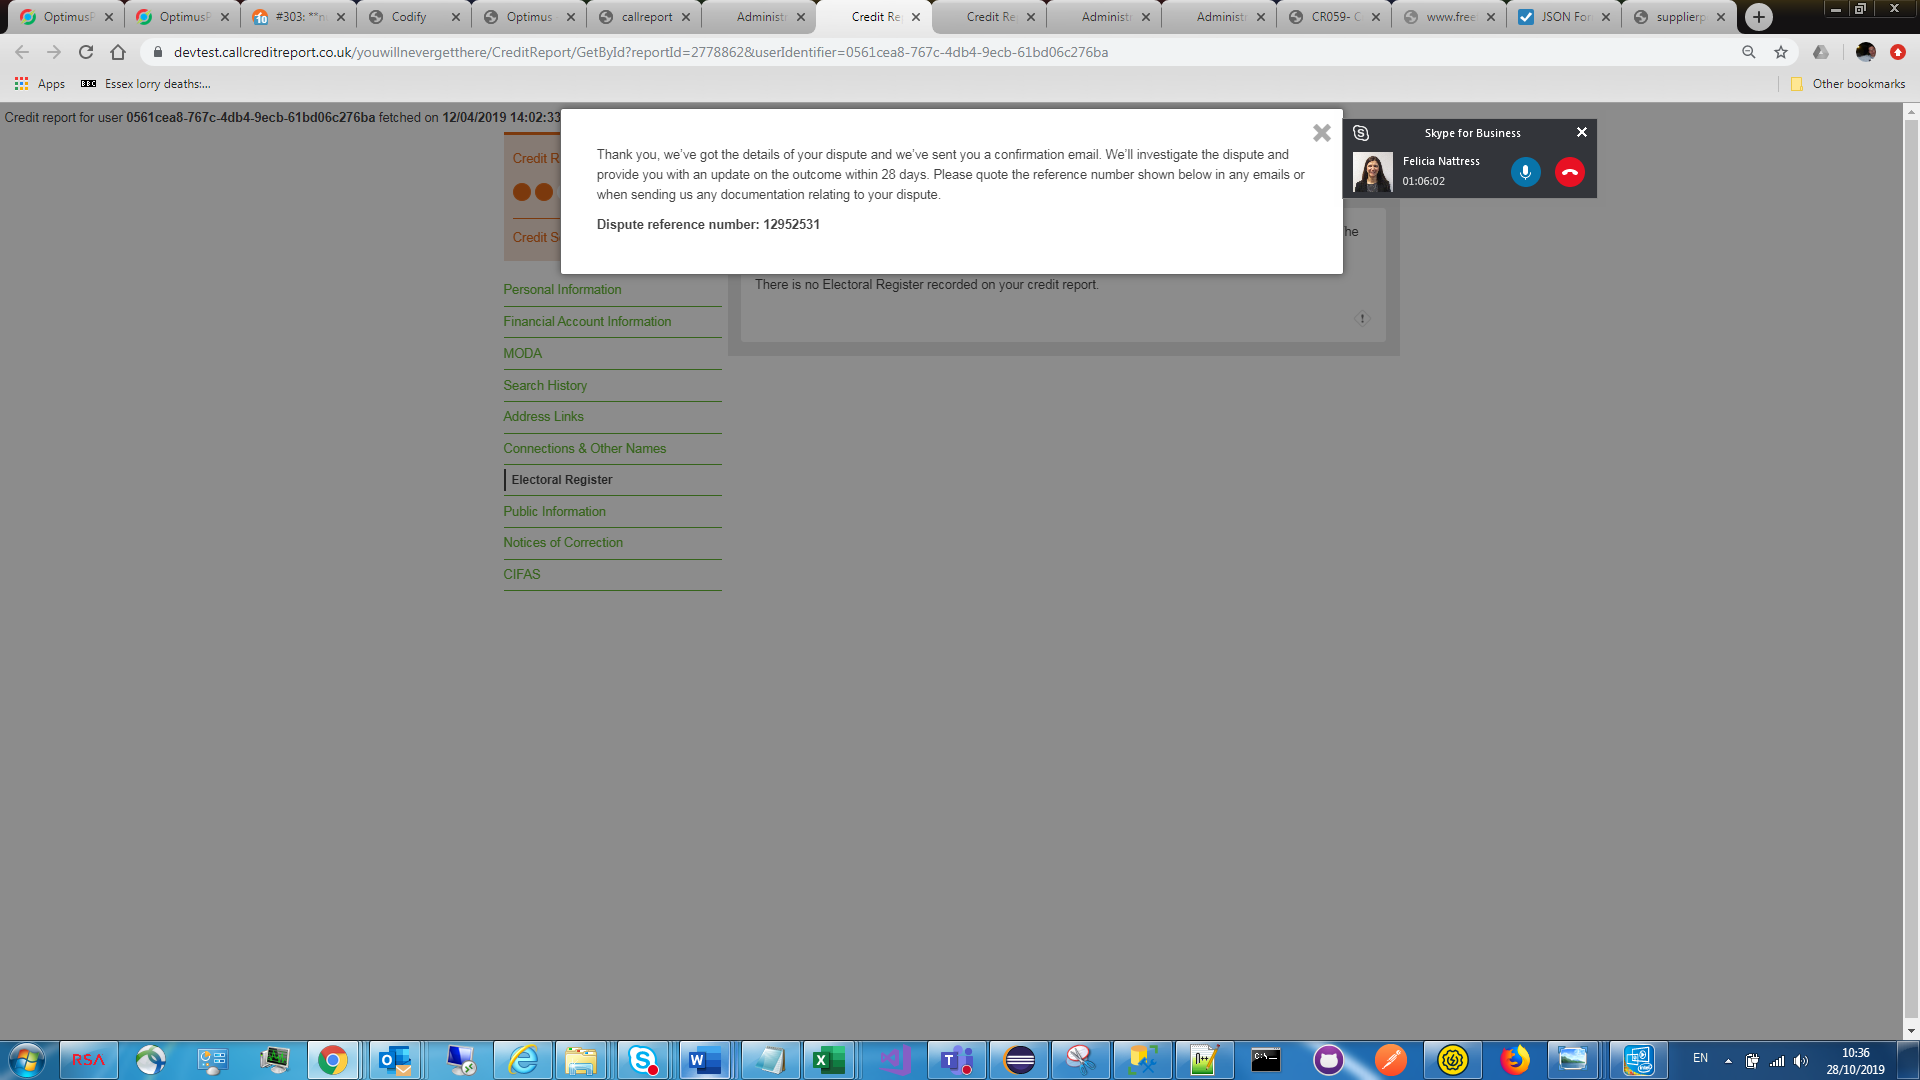 OptimusF
OptimusF
#303: **n
Codify
Optimus
callreport
Administr
Credit Re
Credit Re
Administr
Administr
CR059- C
www.free
JSON For
supplierp
devtest.callcreditreport.co.uk/youwillnevergetthere/CreditReport/GetById?reportId=2778862&userIdentifier=0561cea8-767c-4db4-9ecb-61bd06c276ba
Apps
BBC
Essex lorry deaths:...
Other bookmarks
Credit report for user 0561cea8-767c-4db4-9ecb-61bd06c276ba fetched on 12/04/2019 14:02:33
Thank you, we've got the details of your dispute and we've sent you a confirmation email. We'll investigate the dispute and
provide you with an update on the outcome within 28 days. Please quote the reference number shown below in any emails or
when sending us any documentation relating to your dispute.
Dispute reference number: 12952531
Skype for Business
Felicia Nattress
01:06:02
Credit R
Credit S
he
There is no Electoral Register recorded on your credit report.
Personal Information
Financial Account Information
MODA
Search History
Address Links
Connections & Other Names
Electoral Register
Public Information
Notices of Correction
CIFAS
RSA
EN
10:36
28/10/2019